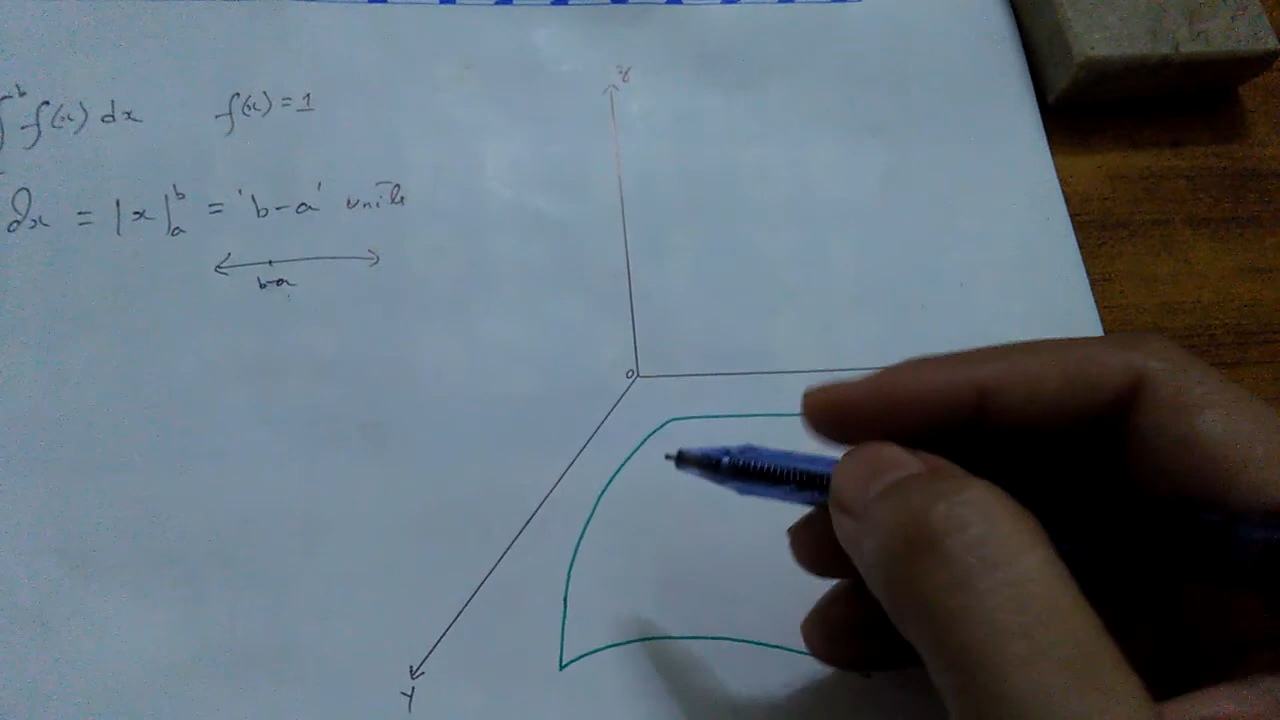 ∫ᵇ f(x) dx f(x) = 1
dx = |x|ₐᵇ = 'b-a' units
b-a
O
Y